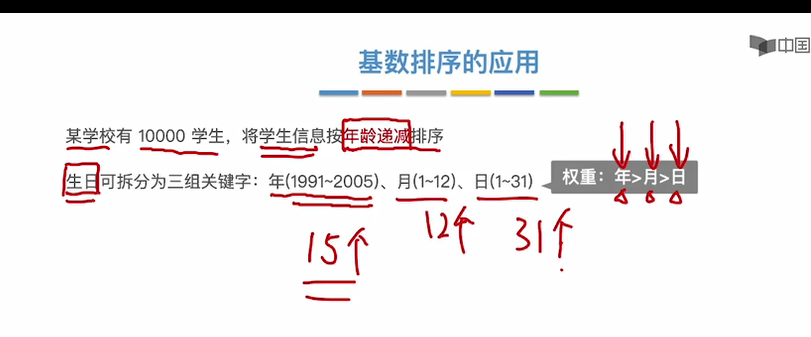 中国
基数排序的应用
某学校有 10000 学生，将学生信息按年龄递减排序
生日可拆分为三组关键字：年(1991~2005)、月(1~12)、日(1~31)
权重：年>月>日
15个
12个
31个